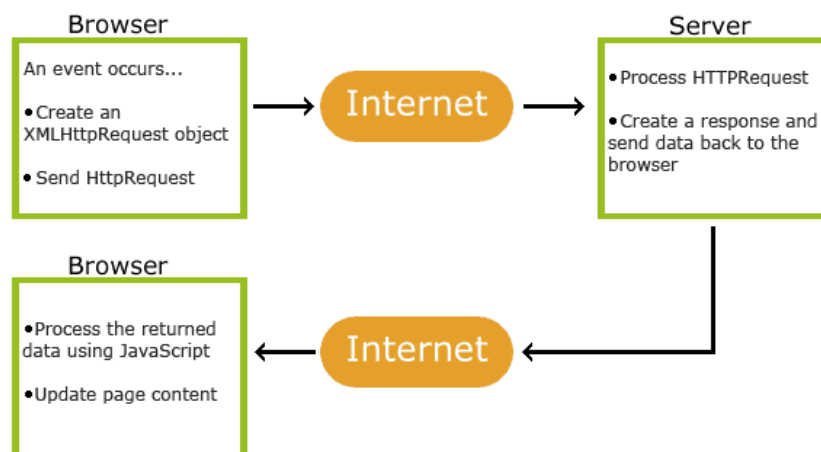 Browser
An event occurs...
•Create an
XMLHttpRequest object
•Send HttpRequest
Internet
Server
•Process HTTPRequest
•Create a response and
send data back to the
browser
Browser
•Process the returned
data using JavaScript
•Update page content
Internet